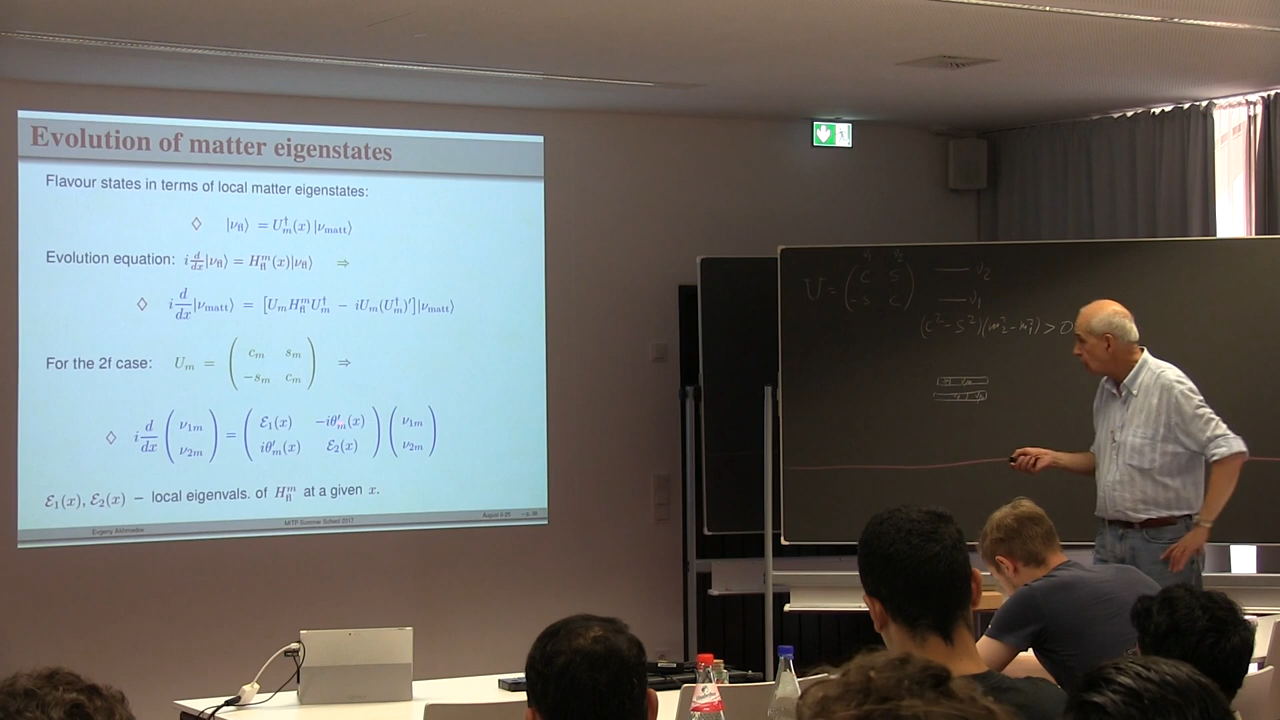 Evolution of matter eigenstates
Flavour states in terms of local matter eigenstates:
◇ |ν_fl⟩ = U_m^†(x) |ν_matt⟩
Evolution equation: i d/dx |ν_fl⟩ = H_fl^m(x)|ν_fl⟩ ⇒
◇ i d/dx |ν_matt⟩ = [U_m H_fl^m U_m^† − iU_m(U_m^†)′]|ν_matt⟩
For the 2f case: U_m = ( c_m s_m
−s_m c_m ) ⇒
◇ i d/dx ( ν_1m
ν_2m ) = ( ℰ_1(x) −iθ′_m(x)
iθ′_m(x) ℰ_2(x) ) ( ν_1m
ν_2m )
ℰ_1(x), ℰ_2(x) – local eigenvals. of H_fl^m at a given x.
Evgeny Akhmedov MITP Summer School 2017
U = ( c s
-s c )
ν_2
ν_1
(c² - s²)(m_2² - m_1²) > 0